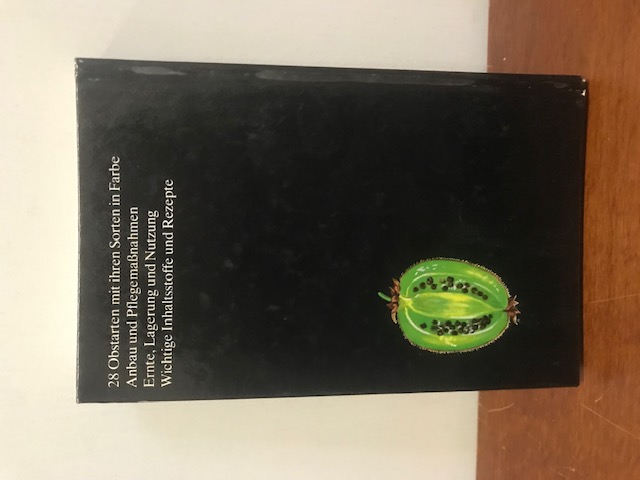 28 Obstarten mit ihren Sorten in Farbe
Anbau und Pflegemaßnahmen
Ernte, Lagerung und Nutzung
Wichtige Inhaltsstoffe und Rezepte